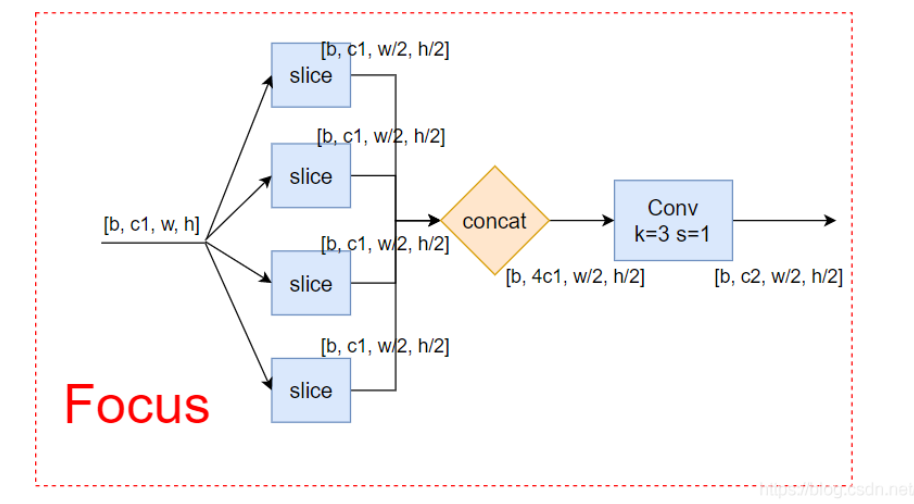 [b, c1, w/2, h/2]
slice
[b, c1, w/2, h/2]
slice
[b, c1, w, h]
[b, c1, w/2, h/2]
slice
[b, c1, w/2, h/2]
slice
concat
[b, 4c1, w/2, h/2]
Conv
k=3 s=1
[b, c2, w/2, h/2]
Focus
https://blog.csdn.net